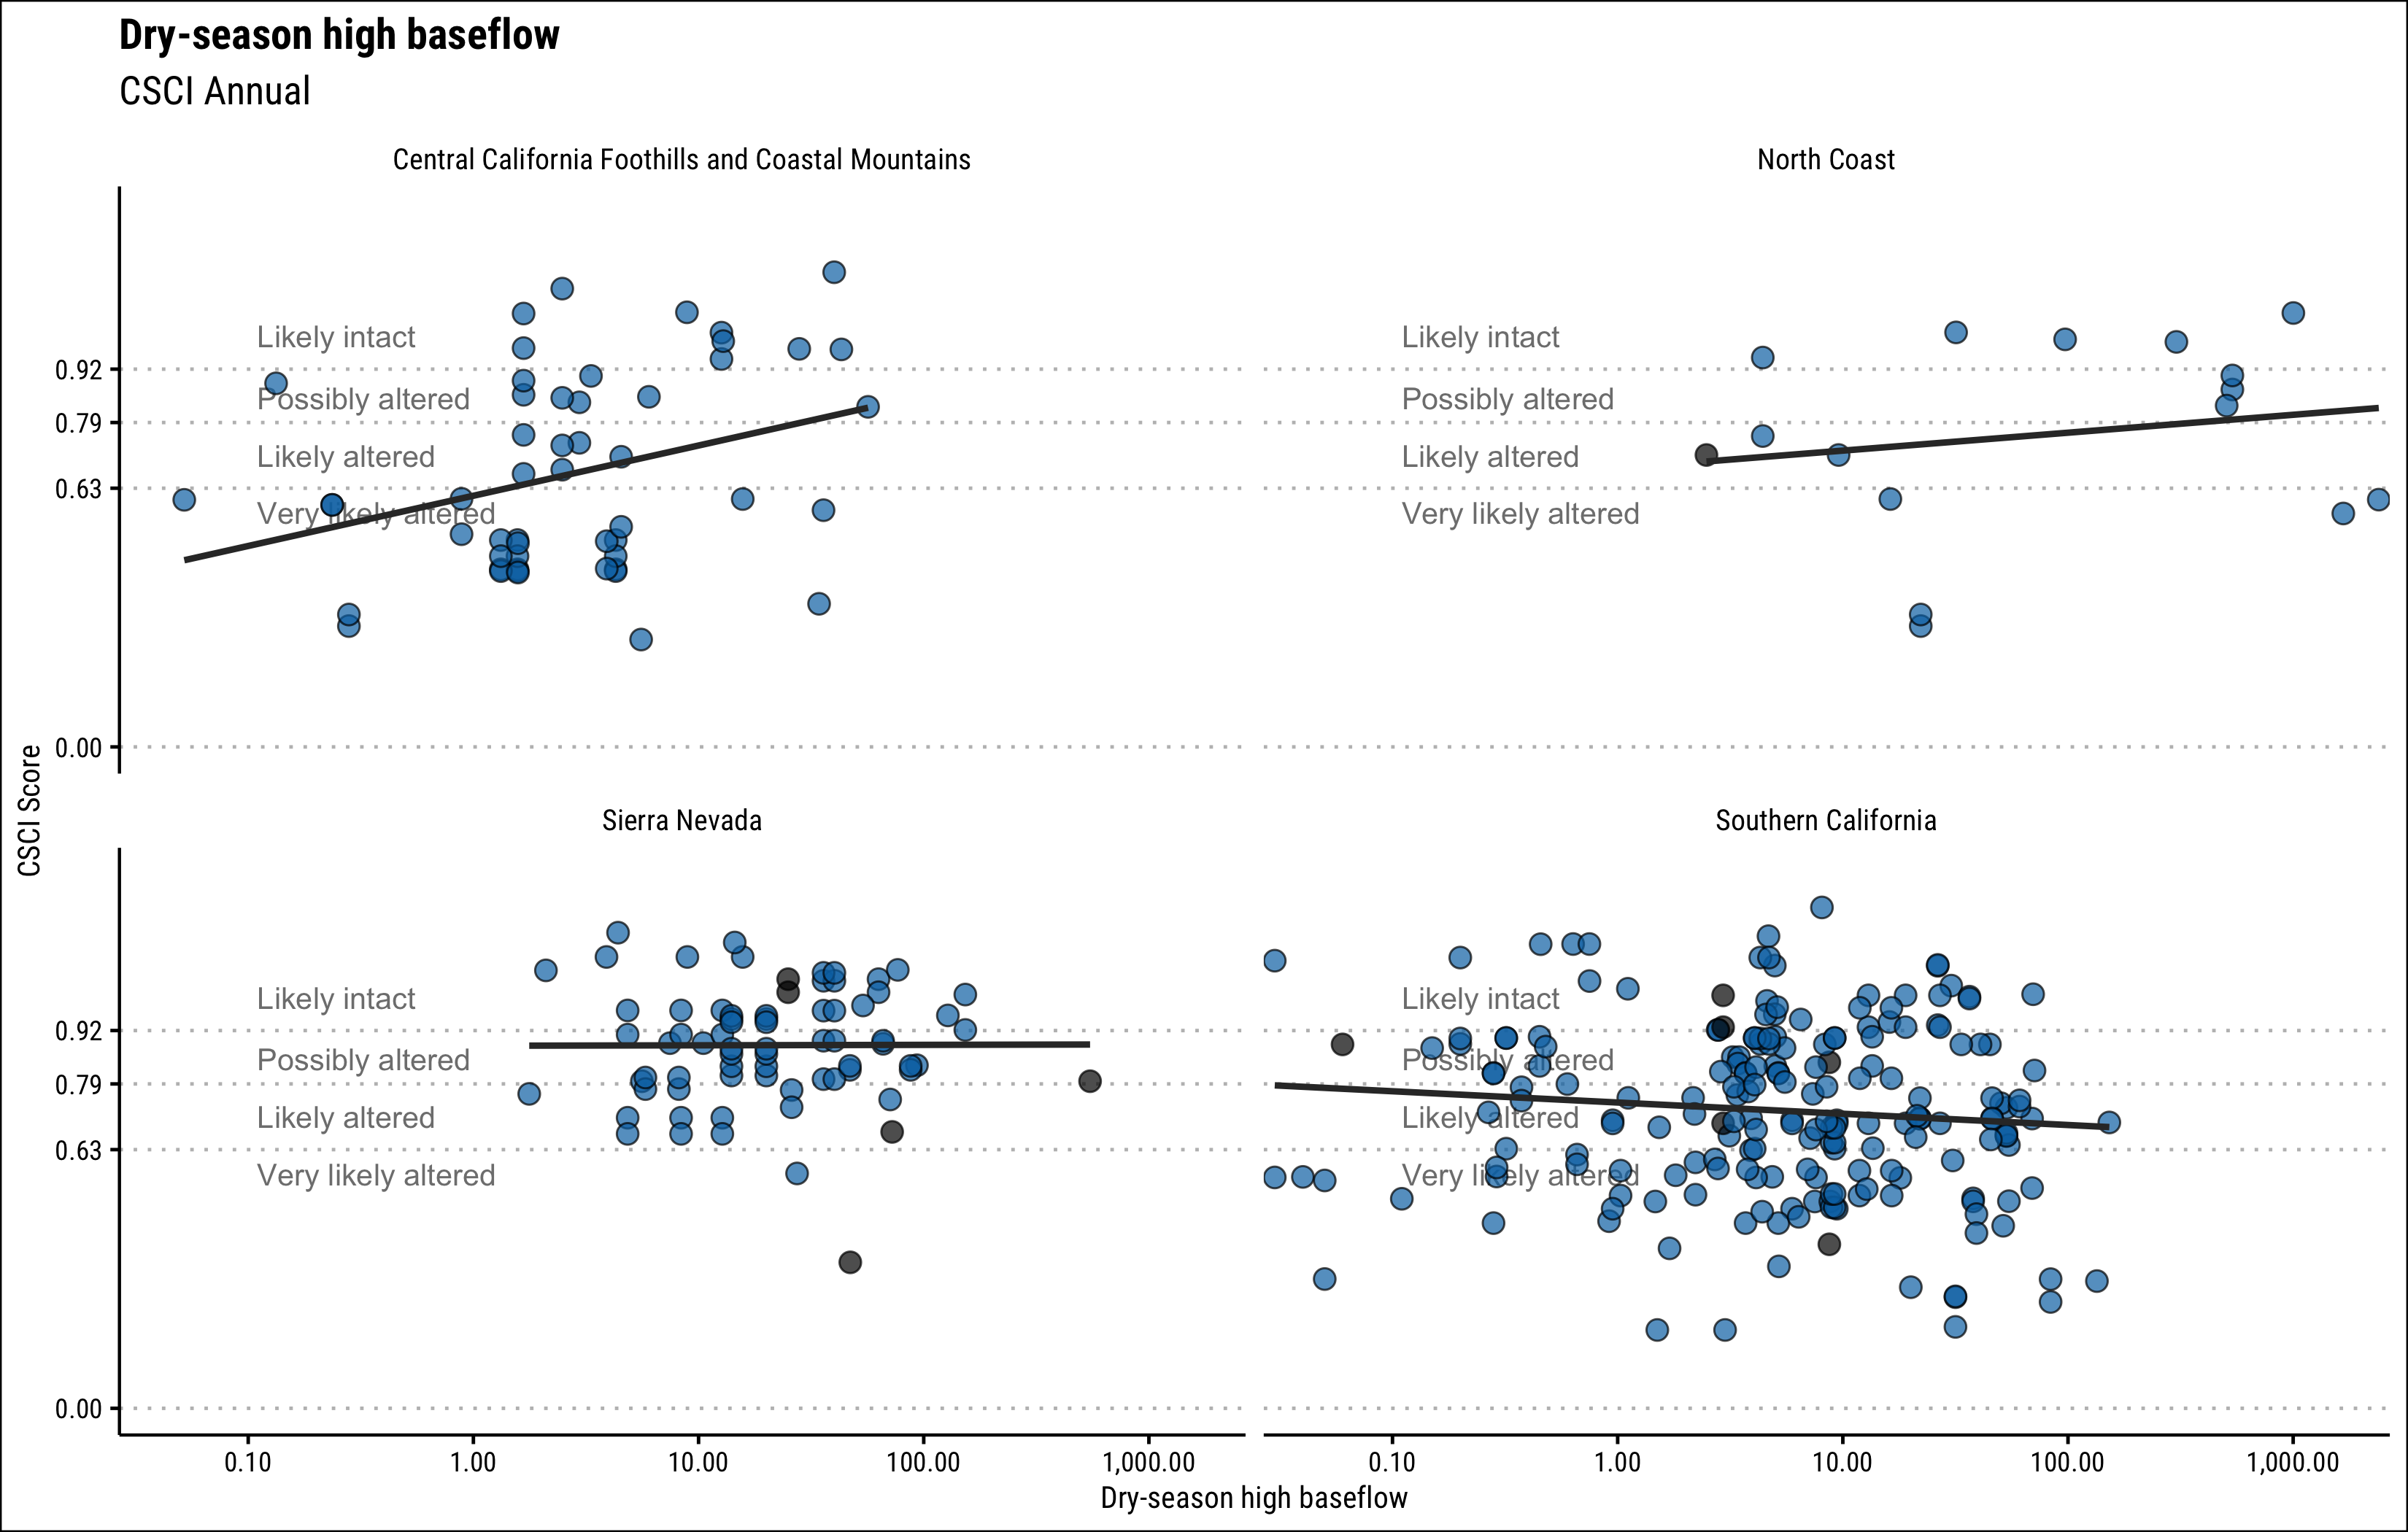 Dry-season high baseflow
CSCI Annual
Central California Foothills and Coastal Mountains
North Coast
Likely intact
Likely intact
0.92
Possibly altered
Possibly altered
0.79
Likely altered
Likely altered
0.63
Very likely altered
Very likely altered
0.00
CSCI Score
Sierra Nevada
Southern California
Likely intact
Likely intact
0.92
Possibly altered
Possibly altered
0.79
Likely altered
Likely altered
0.63
Very likely altered
Very likely altered
0.00
0.10 1.00 10.00 100.00 1,000.00
0.10 1.00 10.00 100.00 1,000.00
Dry-season high baseflow